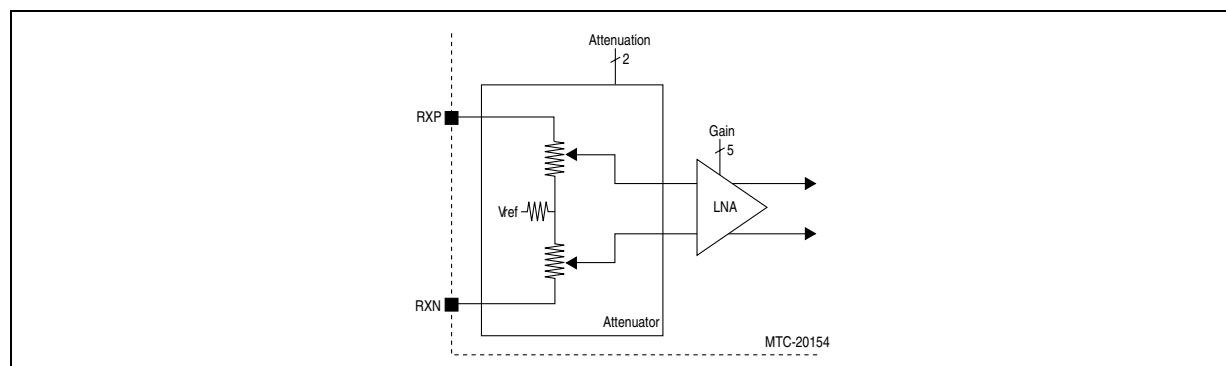 Attenuation
2
RXP
Gain
5
LNA
Vref
RXN
Attenuator
MTC-20154